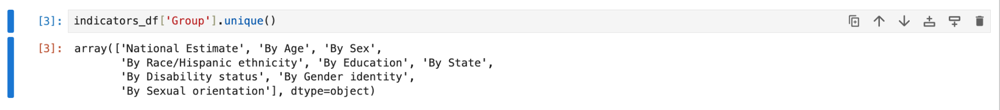 [3]: indicators_df['Group'].unique()
[3]: array(['National Estimate', 'By Age', 'By Sex',
'By Race/Hispanic ethnicity', 'By Education', 'By State',
'By Disability status', 'By Gender identity',
'By Sexual orientation'], dtype=object)